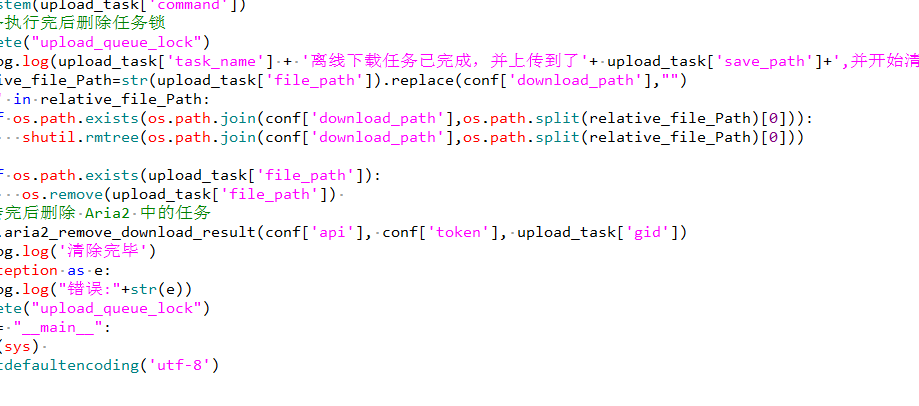 stem(upload_task['command'])
执行完后删除任务锁
ete("upload_queue_lock")
og.log(upload_task['task_name'] + '离线下载任务已完成，并上传到了'+ upload_task['save_path']+',并开始清
ive_file_Path=str(upload_task['file_path']).replace(conf['download_path'],"")
' in relative_file_Path:
f os.path.exists(os.path.join(conf['download_path'],os.path.split(relative_file_Path)[0])):
shutil.rmtree(os.path.join(conf['download_path'],os.path.split(relative_file_Path)[0]))
f os.path.exists(upload_task['file_path']):
os.remove(upload_task['file_path'])
完后删除 Aria2 中的任务
.aria2_remove_download_result(conf['api'], conf['token'], upload_task['gid'])
og.log('清除完毕')
ception as e:
og.log("错误:"+str(e))
ete("upload_queue_lock")
= "__main__":
(sys)
tdefaultencoding('utf-8')